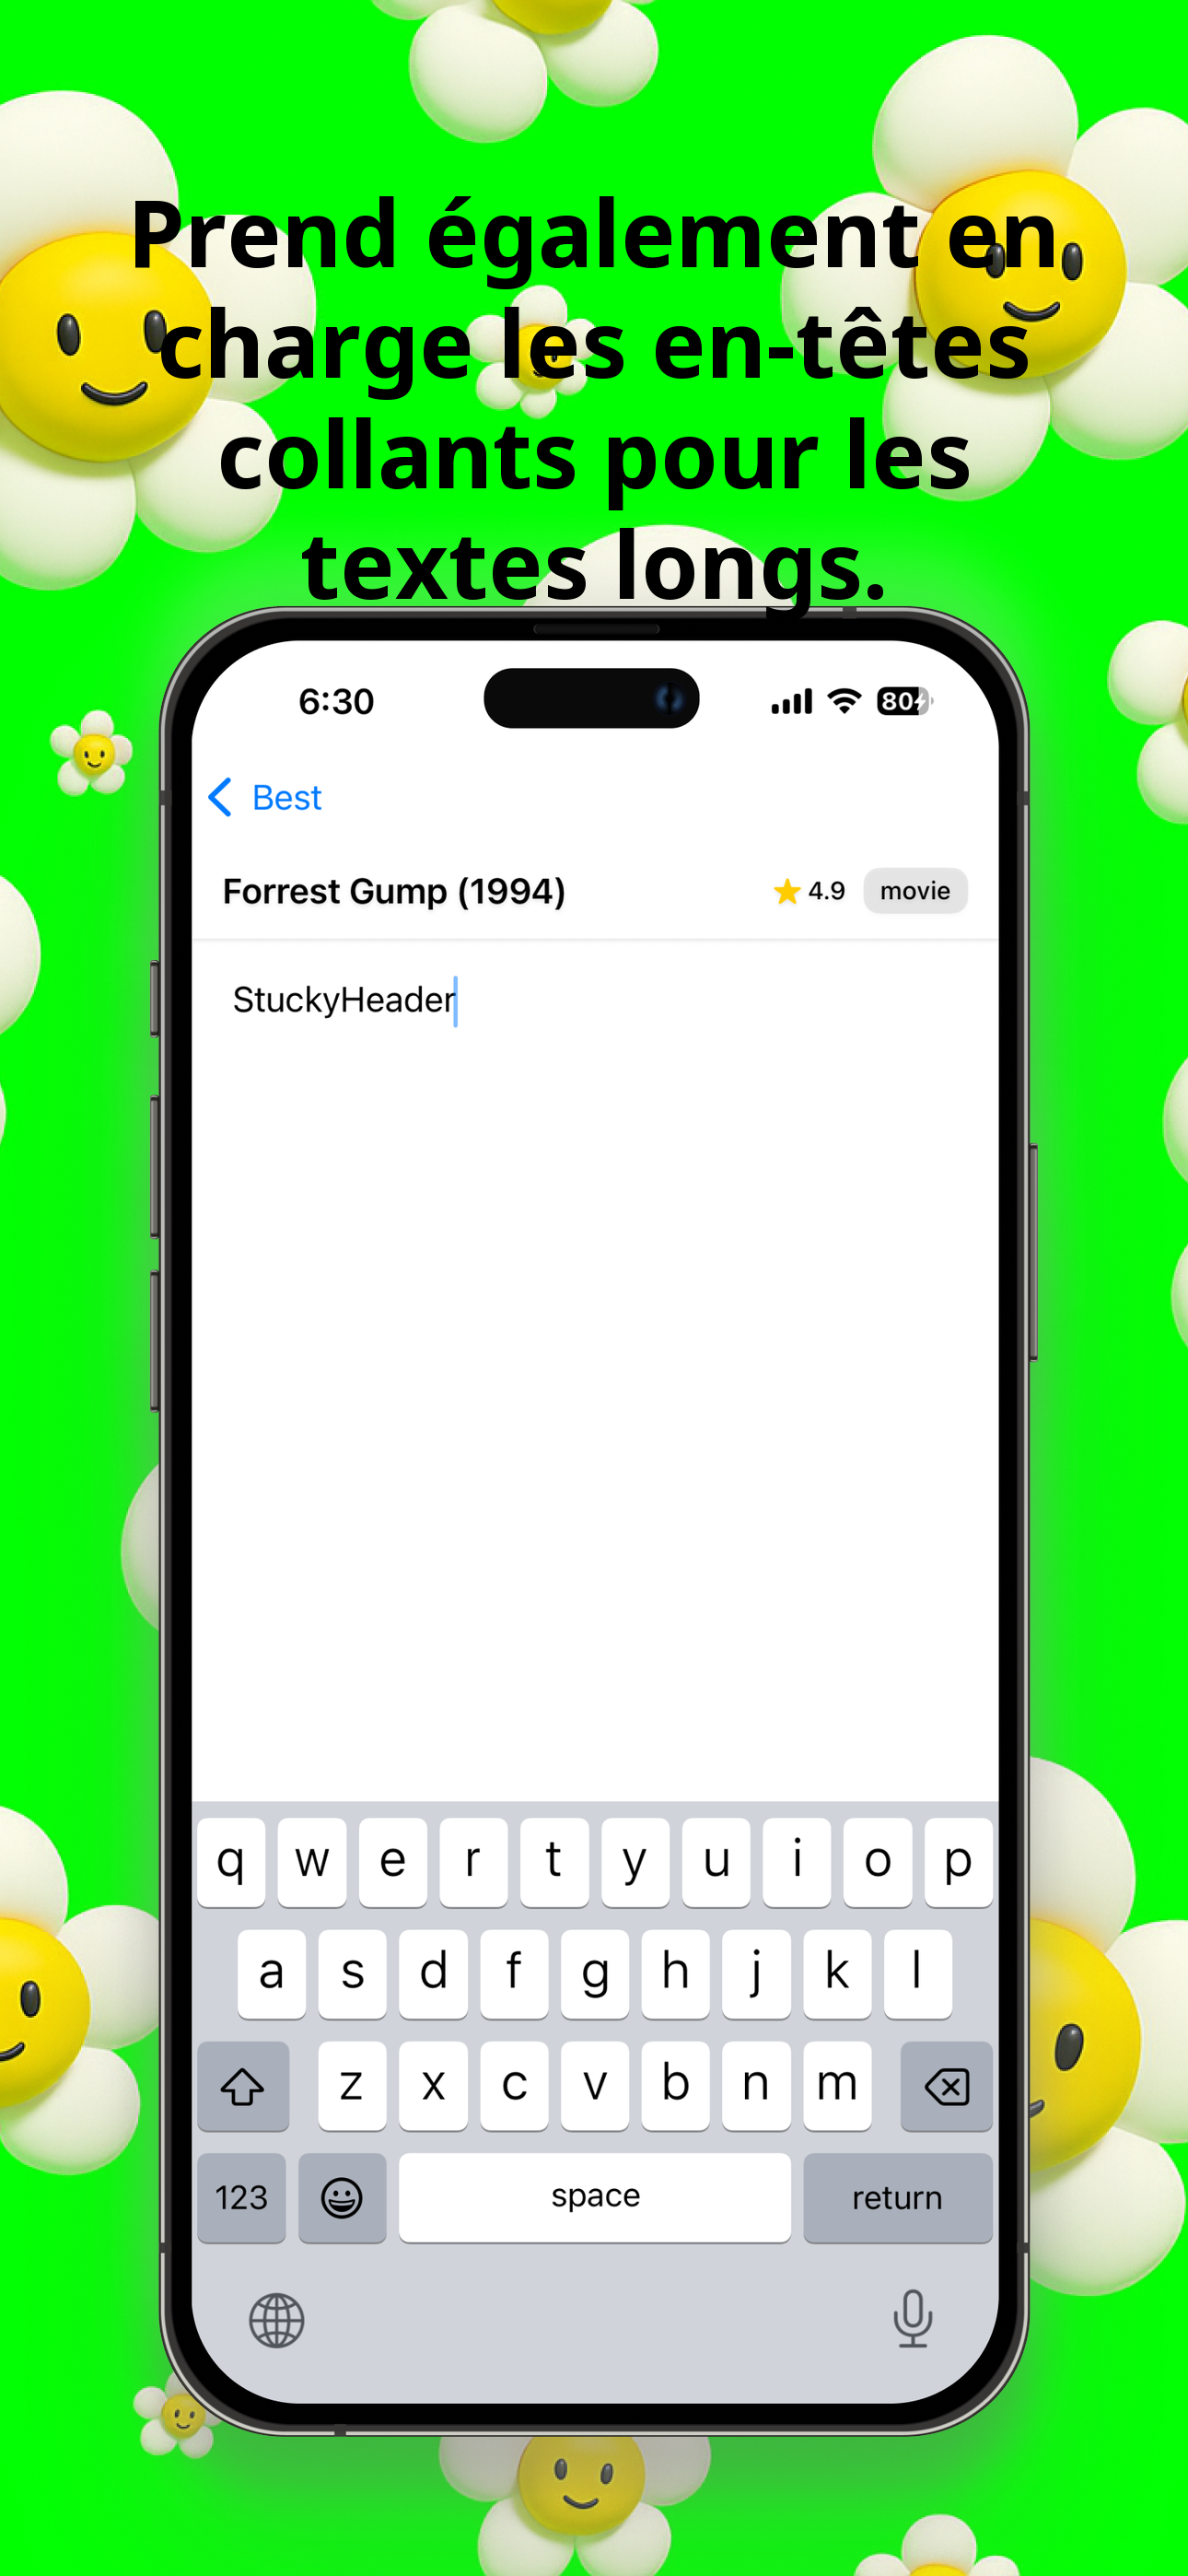 Prend également en
charge les en-têtes
collants pour les
textes longs.
6:30 80
Best
Forrest Gump (1994) 4.9 movie
StuckyHeader
q w e r t y u i o p
a s d f g h j k l
z x c v b n m
123 space return